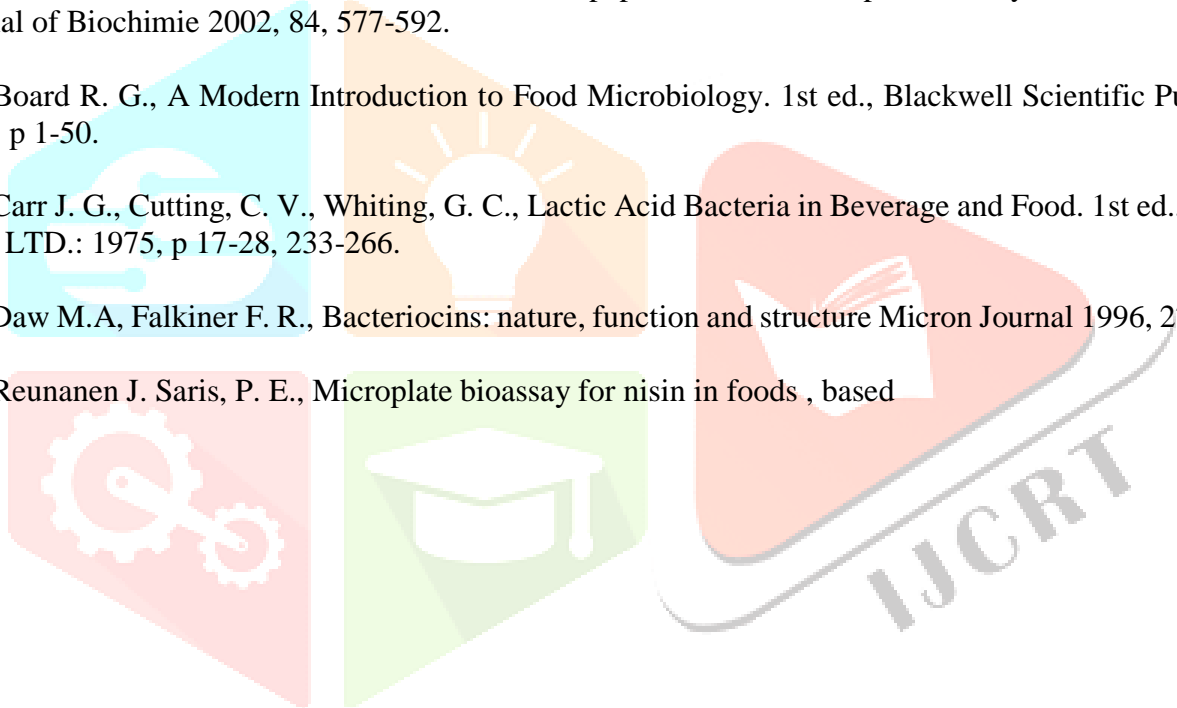 al of Biochimie 2002, 84, 577-592.
Board R. G., A Modern Introduction to Food Microbiology. 1st ed., Blackwell Scientific Pu
p 1-50.
Carr J. G., Cutting, C. V., Whiting, G. C., Lactic Acid Bacteria in Beverage and Food. 1st ed.
LTD.: 1975, p 17-28, 233-266.
Daw M.A, Falkiner F. R., Bacteriocins: nature, function and structure Micron Journal 1996, 2
Reunanen J. Saris, P. E., Microplate bioassay for nisin in foods , based
IJCRT